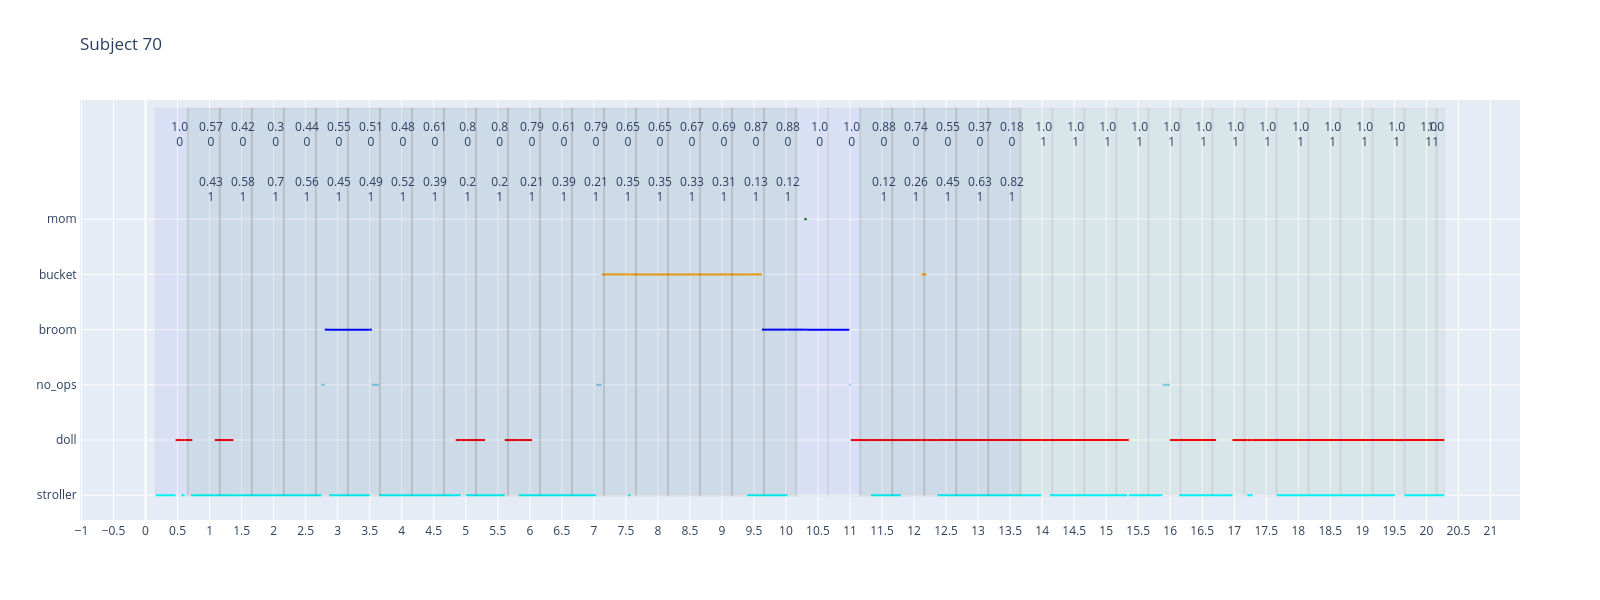 Subject 70
1.0 0.57 0.42 0.3 0.44 0.55 0.51 0.48 0.61 0.8 0.8 0.79 0.61 0.79 0.65 0.65 0.67 0.69 0.87 0.88 1.0 1.0 0.88 0.74 0.55 0.37 0.18 1.0 1.0 1.0 1.0 1.0 1.0 1.0 1.0 1.0 1.0 1.0 1.0
0 0 0 0 0 0 0 0 0 0 0 0 0 0 0 0 0 0 0 0 0 0 0 0 0 0 0 1 1 1 1 1 1 1 1 1 1 1 1 1 1
0.43 0.58 0.7 0.56 0.45 0.49 0.52 0.39 0.2 0.2 0.21 0.39 0.21 0.35 0.35 0.33 0.31 0.13 0.12 0.12 0.26 0.45 0.63 0.82
1 1 1 1 1 1 1 1 1 1 1 1 1 1 1 1 1 1 1 1 1 1 1 1
mom
bucket
broom
no_ops
doll
stroller
−1 −0.5 0 0.5 1 1.5 2 2.5 3 3.5 4 4.5 5 5.5 6 6.5 7 7.5 8 8.5 9 9.5 10 10.5 11 11.5 12 12.5 13 13.5 14 14.5 15 15.5 16 16.5 17 17.5 18 18.5 19 19.5 20 20.5 21